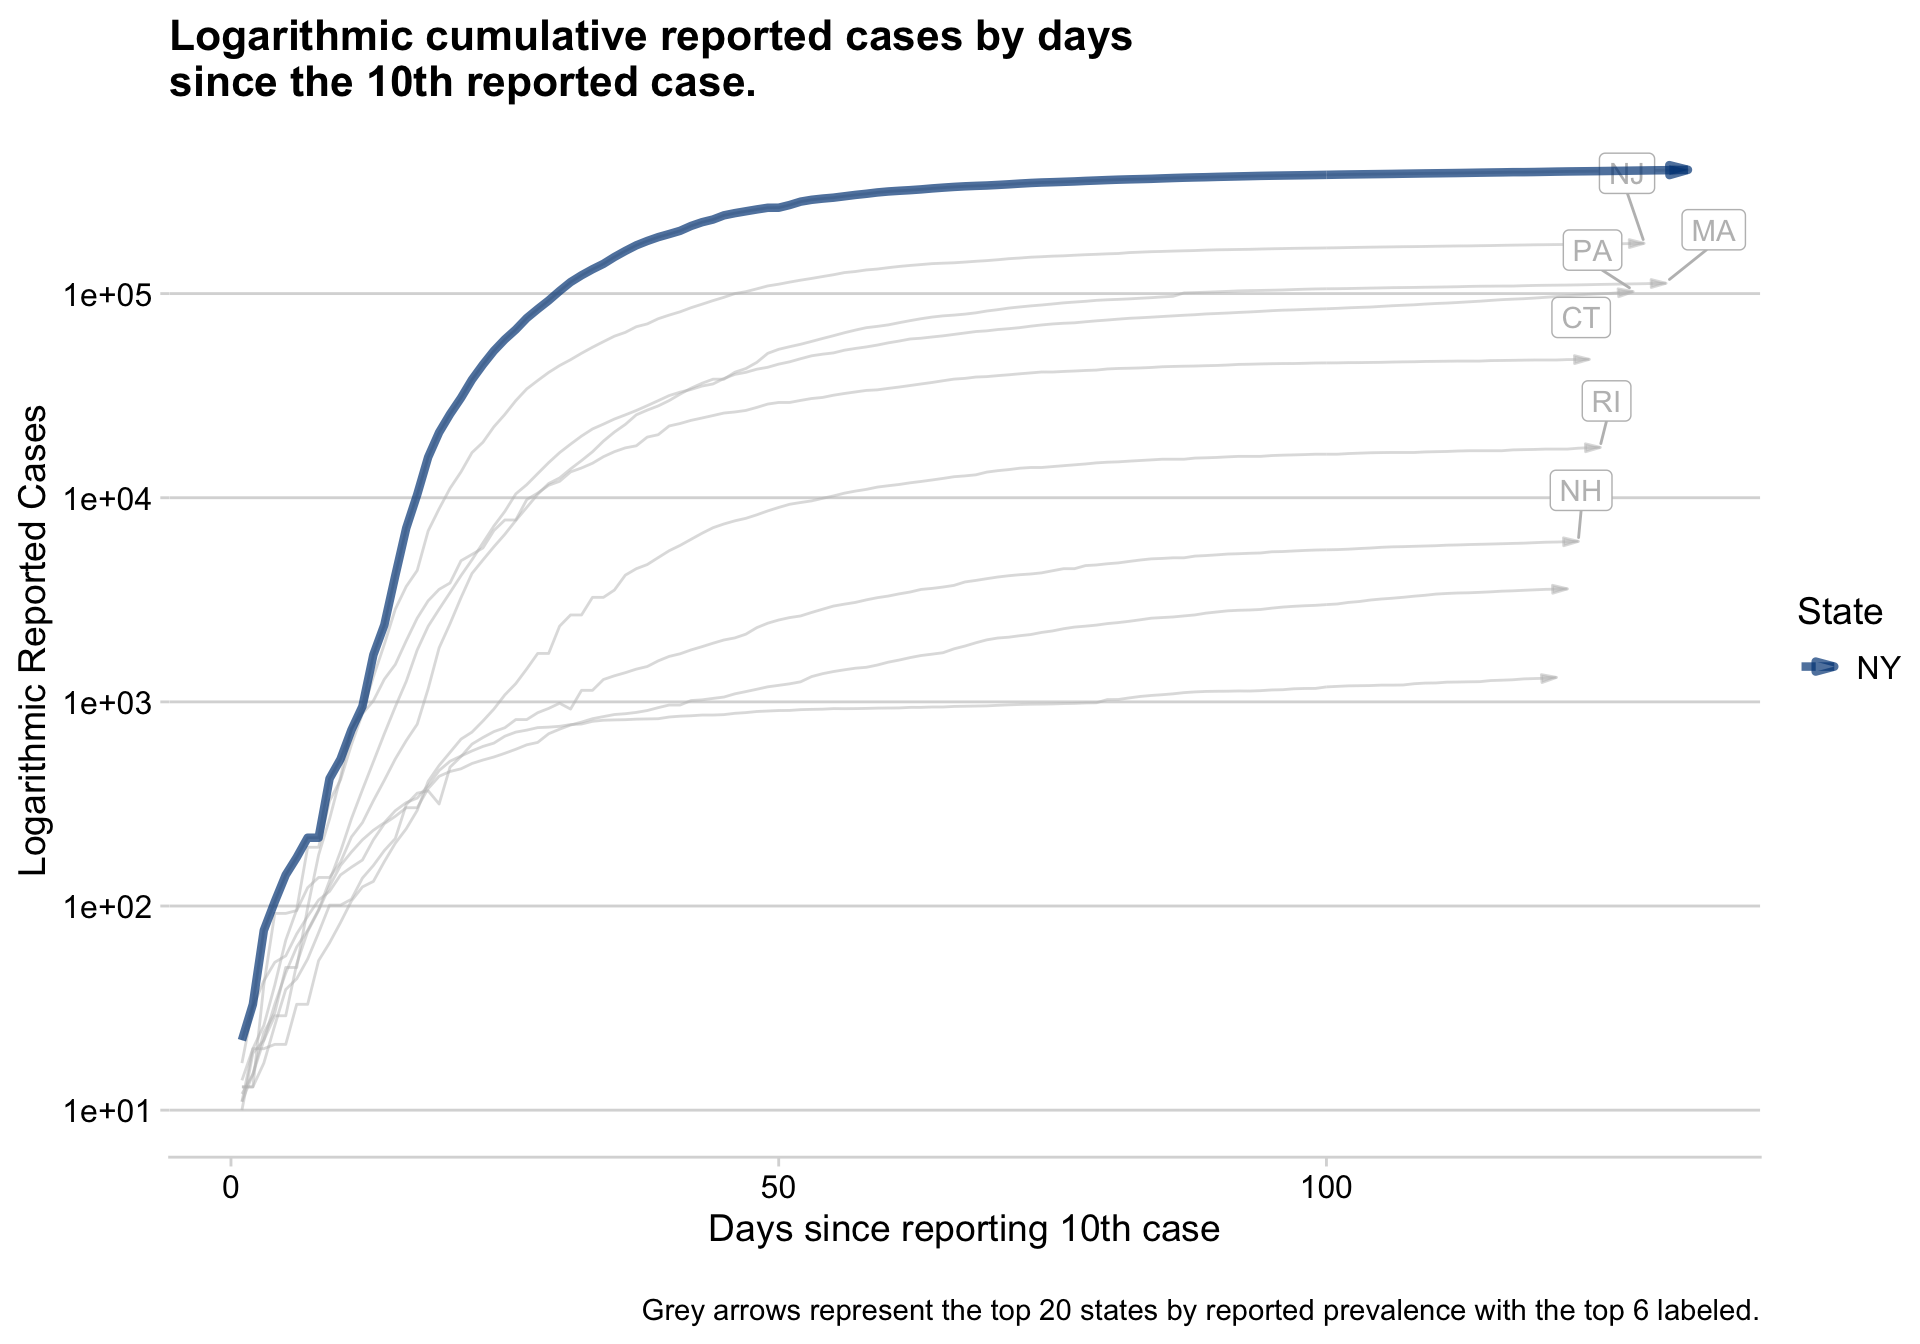 Logarithmic cumulative reported cases by days
since the 10th reported case.
NJ
MA
PA
1e+05
CT
RI
1e+04
NH
Logarithmic Reported Cases
State
NY
1e+03
1e+02
1e+01
0
50
100
Days since reporting 10th case
Grey arrows represent the top 20 states by reported prevalence with the top 6 labeled.